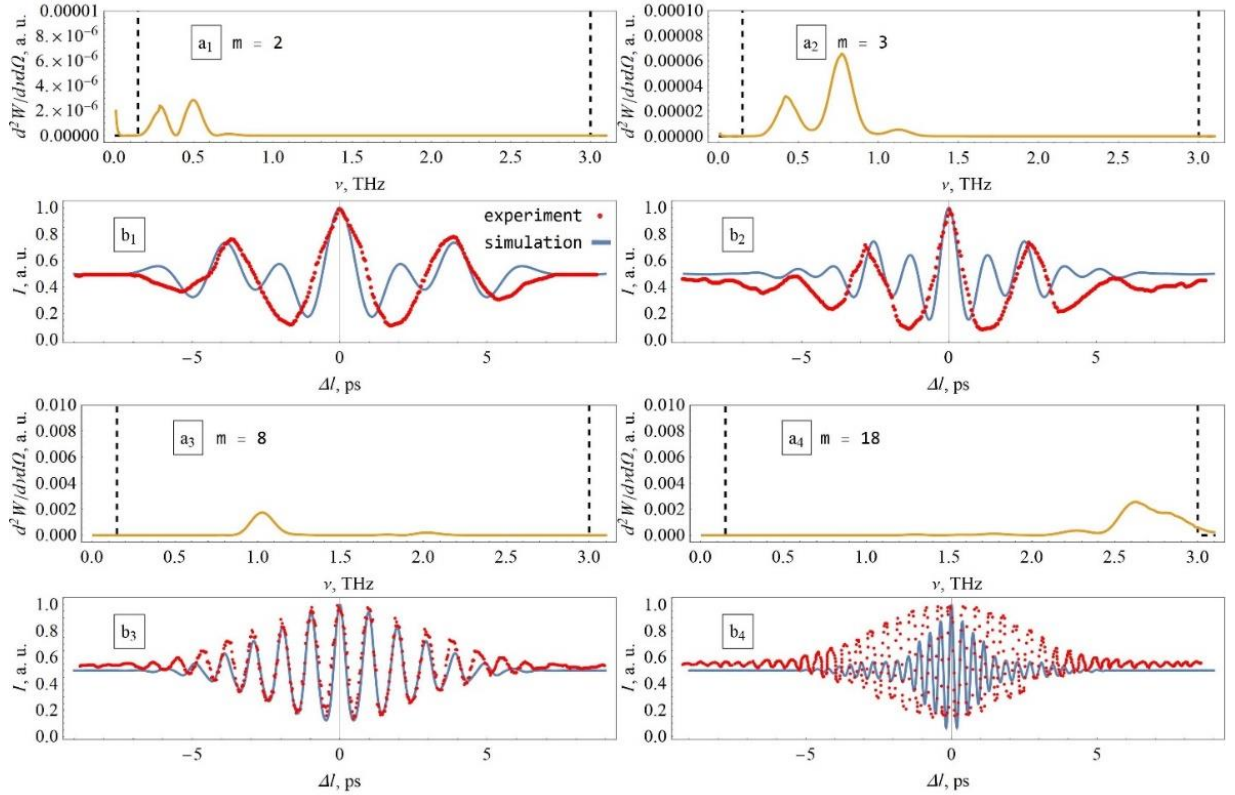 d²W/dνdΩ, a. u.
0.00001
8. × 10⁻⁶
6. × 10⁻⁶
4. × 10⁻⁶
2. × 10⁻⁶
0.00000
a₁ m = 2
0.0 0.5 1.0 1.5 2.0 2.5 3.0
ν, THz
d²W/dνdΩ, a. u.
0.00010
0.00008
0.00006
0.00004
0.00002
0.00000
a₂ m = 3
0.0 0.5 1.0 1.5 2.0 2.5 3.0
ν, THz
I, a. u.
1.0
0.8
0.6
0.4
0.2
0.0
b₁
experiment
simulation
−5 0 5
Δl, ps
I, a. u.
1.0
0.8
0.6
0.4
0.2
0.0
b₂
−5 0 5
Δl, ps
d²W/dνdΩ, a. u.
0.010
0.008
0.006
0.004
0.002
0.000
a₃ m = 8
0.0 0.5 1.0 1.5 2.0 2.5 3.0
ν, THz
d²W/dνdΩ, a. u.
0.010
0.008
0.006
0.004
0.002
0.000
a₄ m = 18
0.0 0.5 1.0 1.5 2.0 2.5 3.0
ν, THz
I, a. u.
1.0
0.8
0.6
0.4
0.2
0.0
b₃
−5 0 5
Δl, ps
I, a. u.
1.0
0.8
0.6
0.4
0.2
0.0
b₄
−5 0 5
Δl, ps